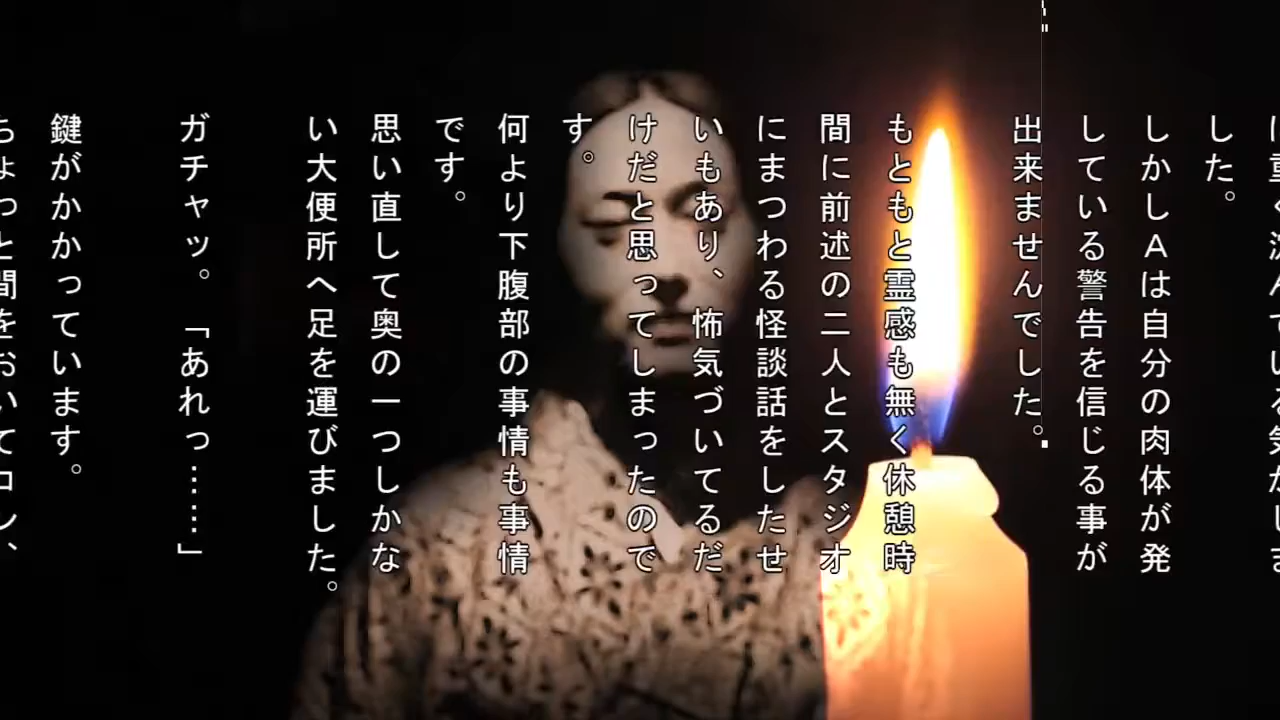 した。
しかしAは自分の肉体が発
している警告を信じる事が
出来ませんでした。
もともと霊感も無く休憩時
間に前述の二人とスタジオ
にまつわる怪談話をしたせ
いもあり、怖気づいてるだ
けだと思ってしまったので
す。
何より下腹部の事情も事情
です。
思い直して奥の一つしかな
い大便所へ足を運びました。
ガチャッ。「あれっ……」
鍵がかかっています。